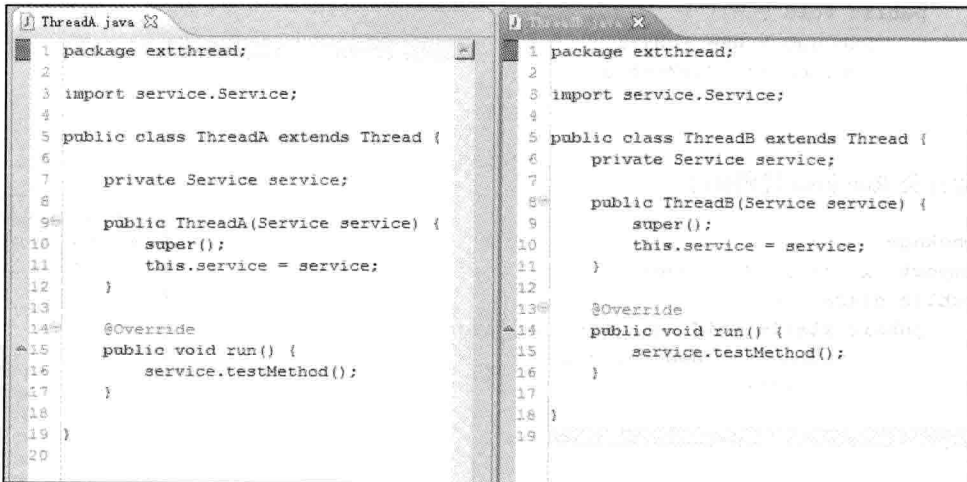 ThreadA.java
1 package extthread;
2
3 import service.Service;
4
5 public class ThreadA extends Thread {
6
7 private Service service;
8
9 public ThreadA(Service service) {
10 super();
11 this.service = service;
12 }
13
14 @Override
15 public void run() {
16 service.testMethod();
17 }
18
19 }
20
1 package extthread;
2
3 import service.Service;
4
5 public class ThreadB extends Thread {
6 private Service service;
7
8 public ThreadB(Service service) {
9 super();
10 this.service = service;
11 }
12
13 @Override
14 public void run() {
15 service.testMethod();
16 }
17
18 }
19